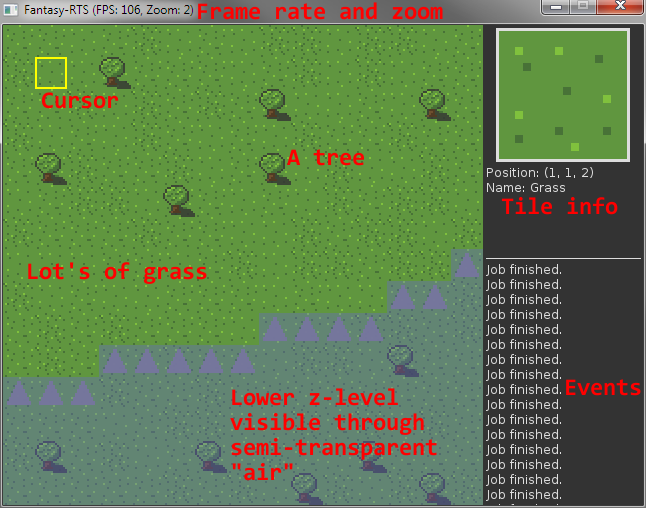 Fantasy-RTS (FPS: 106, Zoom: 2)
Frame rate and zoom
Cursor
A tree
Lot's of grass
Lower z-level
visible through
semi-transparent
"air"
Position: (1, 1, 2)
Name: Grass
Tile info
Job finished.
Job finished.
Job finished.
Job finished.
Job finished.
Job finished.
Job finished.
Job finished.
Job finished.
Events
Job finished.
Job finished.
Job finished.
Job finished.
Job finished.
Job finished.
Job finished.